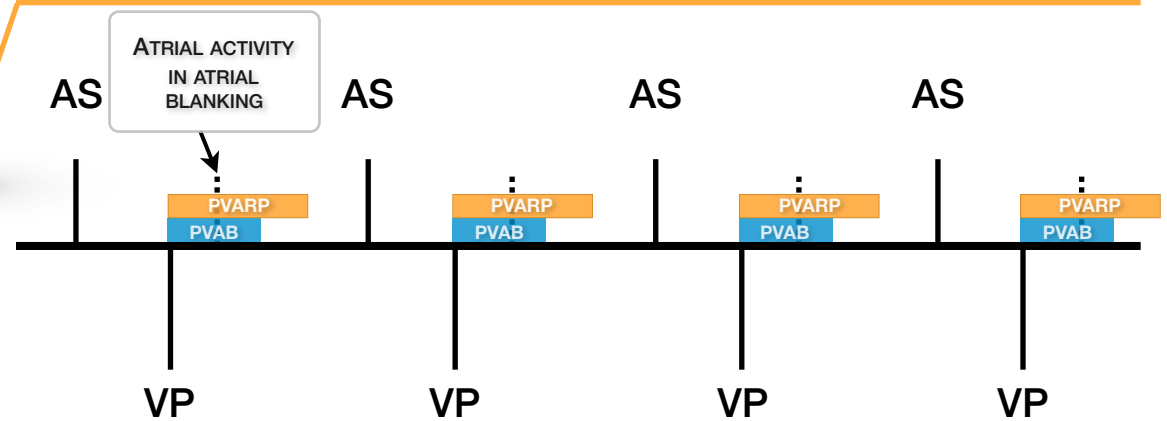 ATRIAL ACTIVITY
IN ATRIAL
BLANKING
AS
AS
AS
AS
PVARP
PVARP
PVARP
PVARP
PVAB
PVAB
PVAB
PVAB
VP
VP
VP
VP